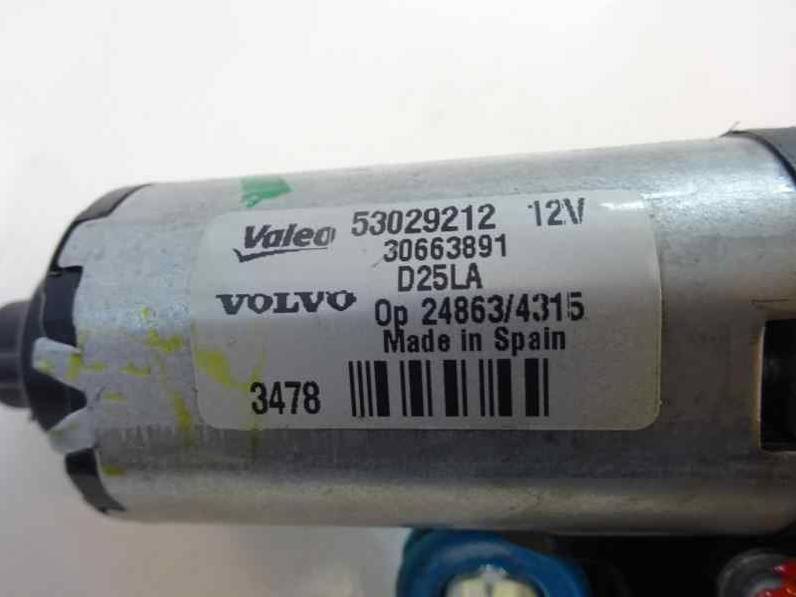 Valeo 53029212 12V
30663891
D25LA
VOLVO Op 24863/4315
Made in Spain
3478